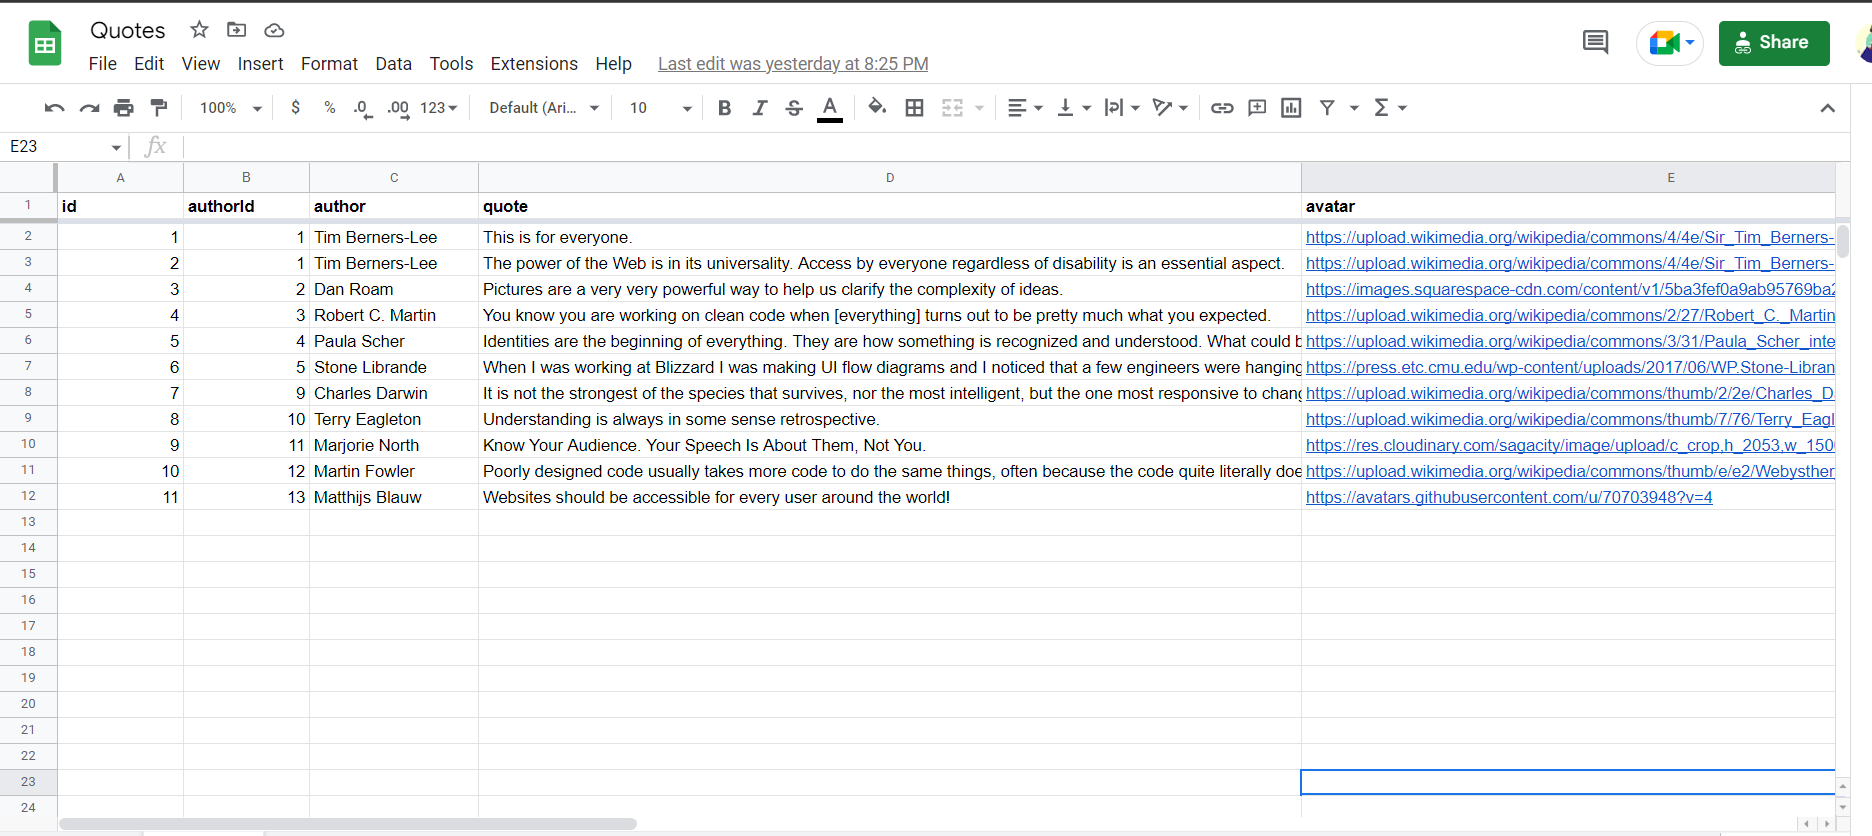 Quotes
File Edit View Insert Format Data Tools Extensions Help Last edit was yesterday at 8:25 PM
Share
100% $ % .0 .00 123 Default (Ari... 10 B I S A Σ
E23 fx
A B C D E
1 id authorId author quote avatar
2 1 1 Tim Berners-Lee This is for everyone. https://upload.wikimedia.org/wikipedia/commons/4/4e/Sir_Tim_Berners-
3 2 1 Tim Berners-Lee The power of the Web is in its universality. Access by everyone regardless of disability is an essential aspect. https://upload.wikimedia.org/wikipedia/commons/4/4e/Sir_Tim_Berners-
4 3 2 Dan Roam Pictures are a very very powerful way to help us clarify the complexity of ideas. https://images.squarespace-cdn.com/content/v1/5ba3fef0a9ab95769ba2
5 4 3 Robert C. Martin You know you are working on clean code when [everything] turns out to be pretty much what you expected. https://upload.wikimedia.org/wikipedia/commons/2/27/Robert_C._Martin
6 5 4 Paula Scher Identities are the beginning of everything. They are how something is recognized and understood. What could b https://upload.wikimedia.org/wikipedia/commons/3/31/Paula_Scher_inte
7 6 5 Stone Librande When I was working at Blizzard I was making UI flow diagrams and I noticed that a few engineers were hanging https://press.etc.cmu.edu/wp-content/uploads/2017/06/WP.Stone-Libran
8 7 9 Charles Darwin It is not the strongest of the species that survives, nor the most intelligent, but the one most responsive to chang https://upload.wikimedia.org/wikipedia/commons/thumb/2/2e/Charles_D
9 8 10 Terry Eagleton Understanding is always in some sense retrospective. https://upload.wikimedia.org/wikipedia/commons/thumb/7/76/Terry_Eagl
10 9 11 Marjorie North Know Your Audience. Your Speech Is About Them, Not You. https://res.cloudinary.com/sagacity/image/upload/c_crop,h_2053,w_150
11 10 12 Martin Fowler Poorly designed code usually takes more code to do the same things, often because the code quite literally doe https://upload.wikimedia.org/wikipedia/commons/thumb/e/e2/Webysther_
12 11 13 Matthijs Blauw Websites should be accessible for every user around the world! https://avatars.githubusercontent.com/u/70703948?v=4
13
14
15
16
17
18
19
20
21
22
23
24